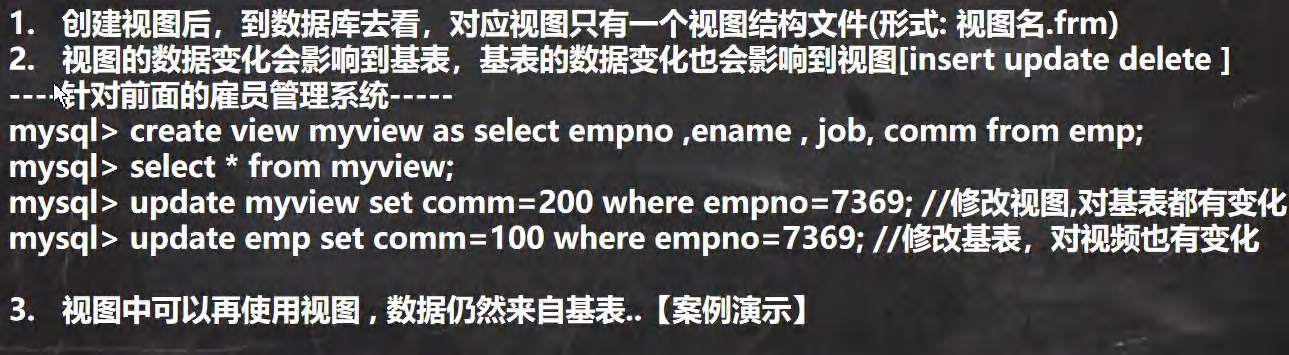 1. 创建视图后，到数据库去看，对应视图只有一个视图结构文件(形式: 视图名.frm)
2. 视图的数据变化会影响到基表，基表的数据变化也会影响到视图[insert update delete ]
----针对前面的雇员管理系统-----
mysql> create view myview as select empno ,ename , job, comm from emp;
mysql> select * from myview;
mysql> update myview set comm=200 where empno=7369; //修改视图,对基表都有变化
mysql> update emp set comm=100 where empno=7369; //修改基表，对视频也有变化
3. 视图中可以再使用视图 , 数据仍然来自基表..【案例演示】